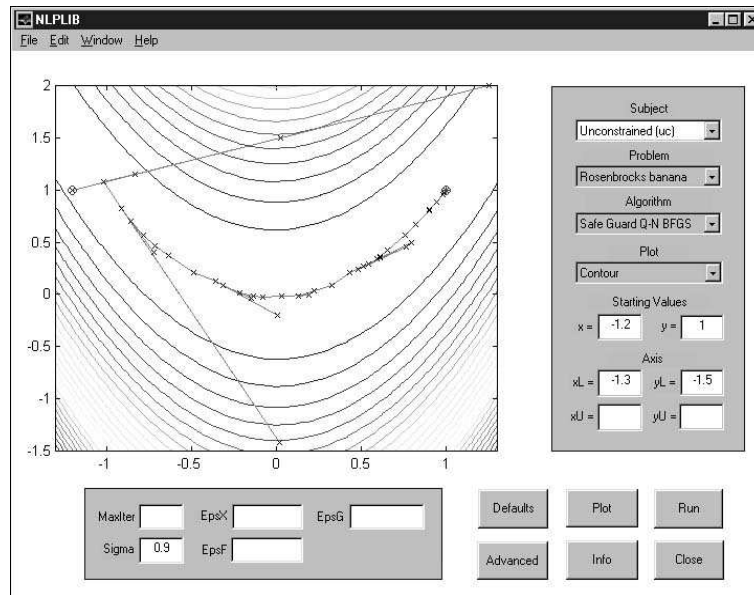 NLPLIB
File Edit Window Help
2
1.5
1
0.5
0
-0.5
-1
-1.5
-1 -0.5 0 0.5 1
Subject
Unconstrained (uc)
Problem
Rosenbrocks banana
Algorithm
Safe Guard Q-N BFGS
Plot
Contour
Starting Values
x = -1.2 y = 1
Axis
xL = -1.3 yL = -1.5
xU = yU =
MaxIter EpsX EpsG
Sigma 0.9 EpsF
Defaults Plot Run
Advanced Info Close